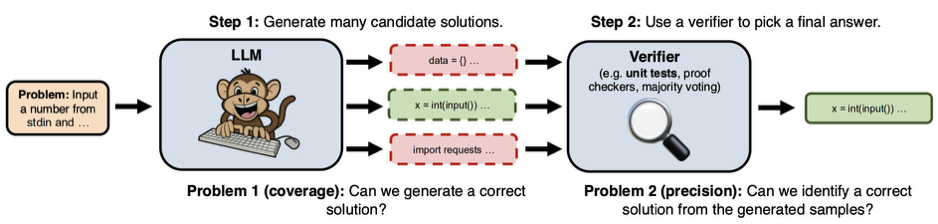 Step 1: Generate many candidate solutions.
Step 2: Use a verifier to pick a final answer.
Problem: Input
a number from
stdin and …
LLM
data = {} …
x = int(input()) …
import requests …
Verifier
(e.g. unit tests, proof
checkers, majority voting)
x = int(input()) …
Problem 1 (coverage): Can we generate a correct
solution?
Problem 2 (precision): Can we identify a correct
solution from the generated samples?